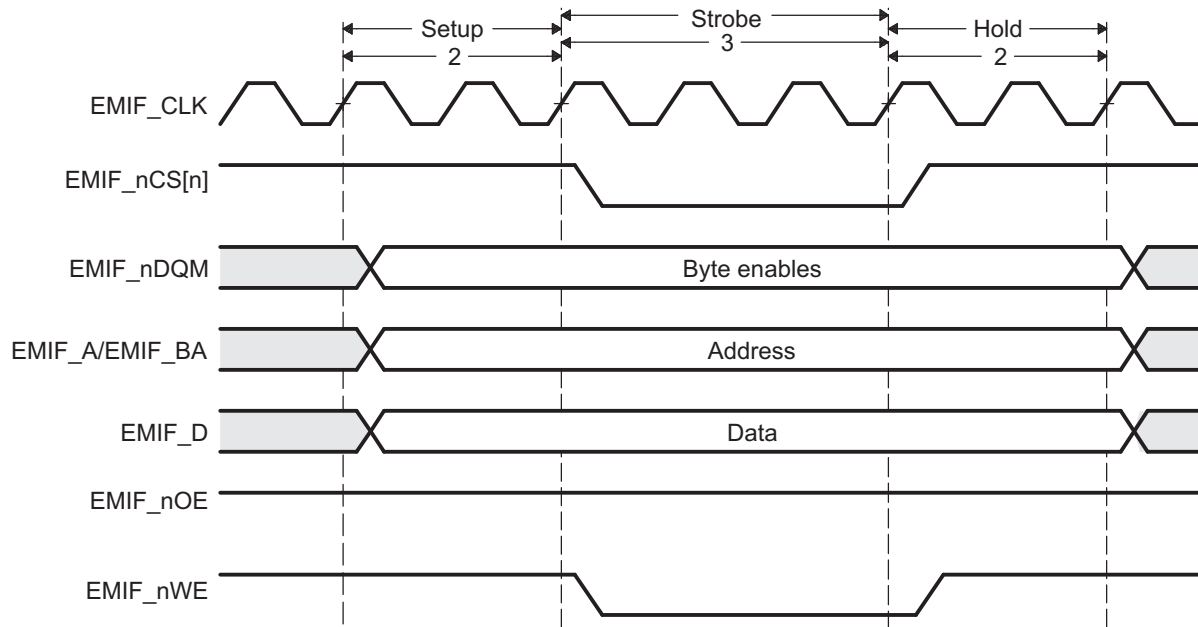 Setup
Strobe
Hold
2
3
2
EMIF_CLK
EMIF_nCS[n]
EMIF_nDQM
Byte enables
EMIF_A/EMIF_BA
Address
EMIF_D
Data
EMIF_nOE
EMIF_nWE